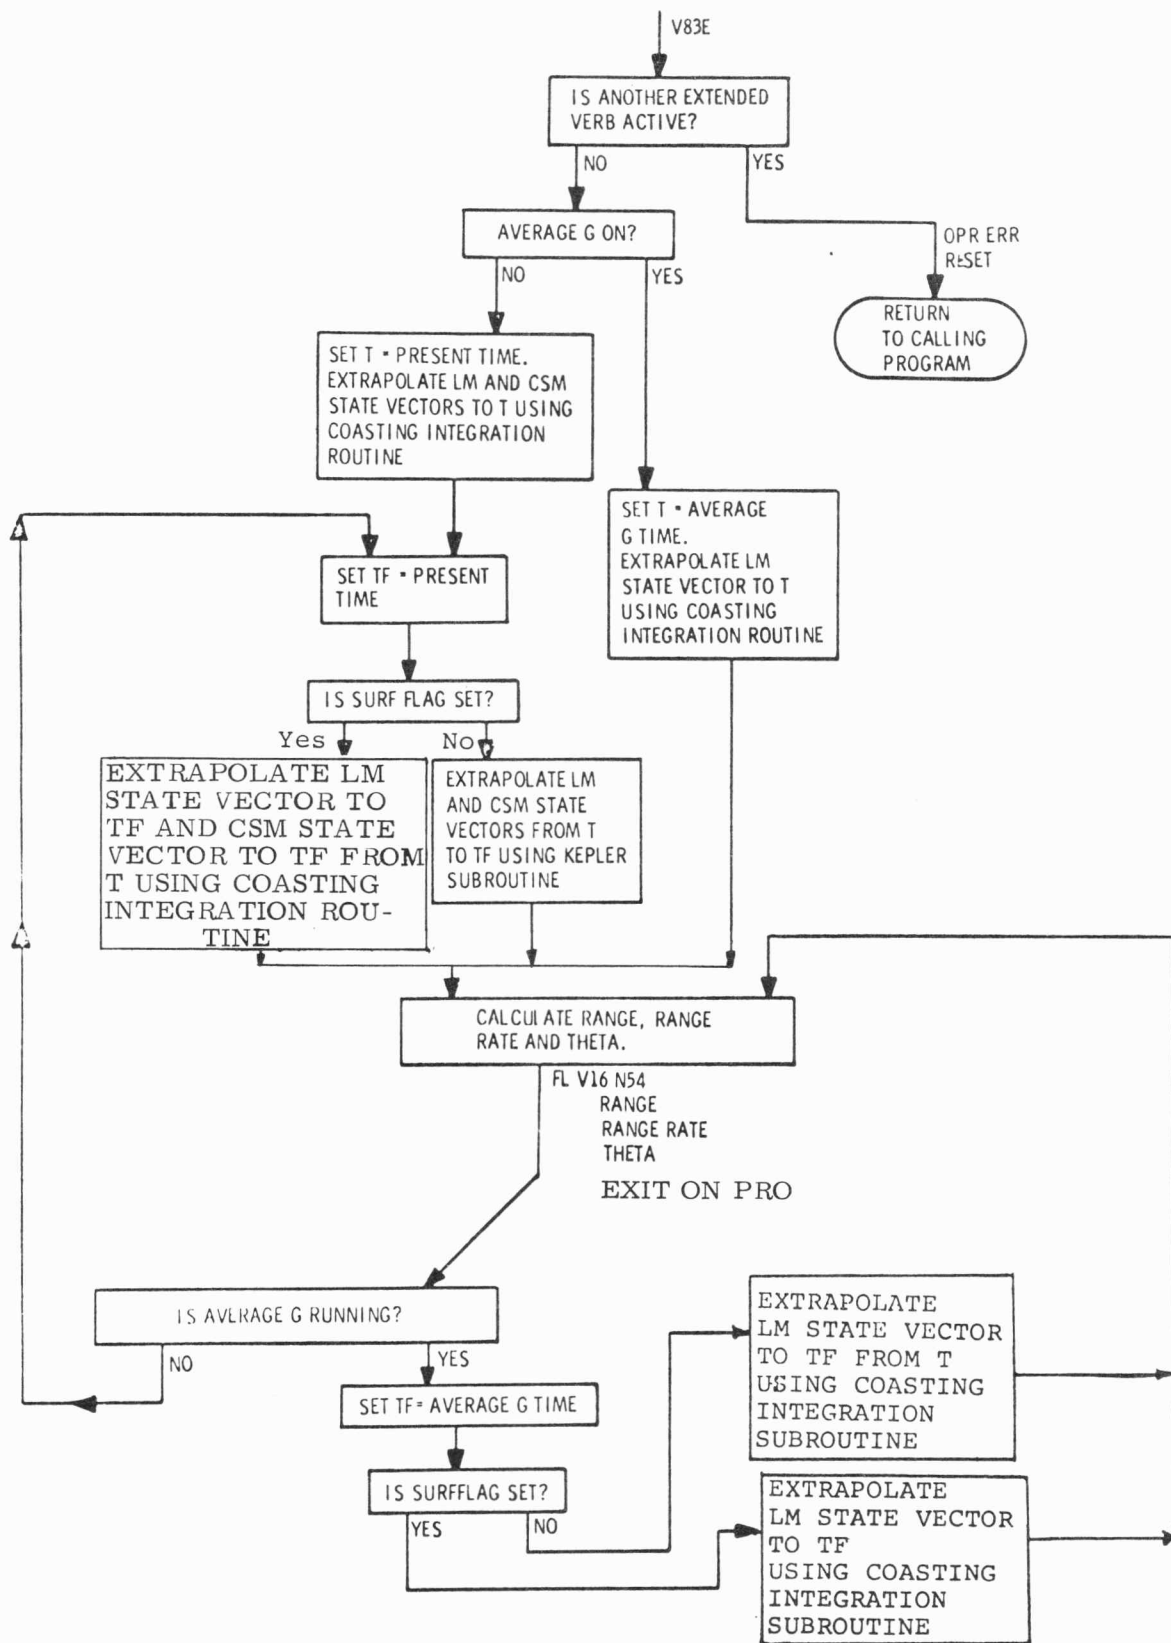 V83E
IS ANOTHER EXTENDED
VERB ACTIVE?
NO
YES
AVERAGE G ON?
OPR ERR
RESET
NO
YES
RETURN
TO CALLING
PROGRAM
SET T = PRESENT TIME.
EXTRAPOLATE LM AND CSM
STATE VECTORS TO T USING
COASTING INTEGRATION
ROUTINE
SET T = AVERAGE
G TIME.
EXTRAPOLATE LM
STATE VECTOR TO T
USING COASTING
INTEGRATION ROUTINE
SET TF = PRESENT
TIME
IS SURF FLAG SET?
Yes
No
EXTRAPOLATE LM
STATE VECTOR TO
TF AND CSM STATE
VECTOR TO TF FROM
T USING COASTING
INTEGRATION ROU-
TINE
EXTRAPOLATE LM
AND CSM STATE
VECTORS FROM T
TO TF USING KEPLER
SUBROUTINE
CALCULATE RANGE, RANGE
RATE AND THETA.
FL V16 N54
RANGE
RANGE RATE
THETA
EXIT ON PRO
IS AVERAGE G RUNNING?
NO
YES
SET TF= AVERAGE G TIME
IS SURFFLAG SET?
YES
NO
EXTRAPOLATE
LM STATE VECTOR
TO TF FROM T
USING COASTING
INTEGRATION
SUBROUTINE
EXTRAPOLATE
LM STATE VECTOR
TO TF
USING COASTING
INTEGRATION
SUBROUTINE